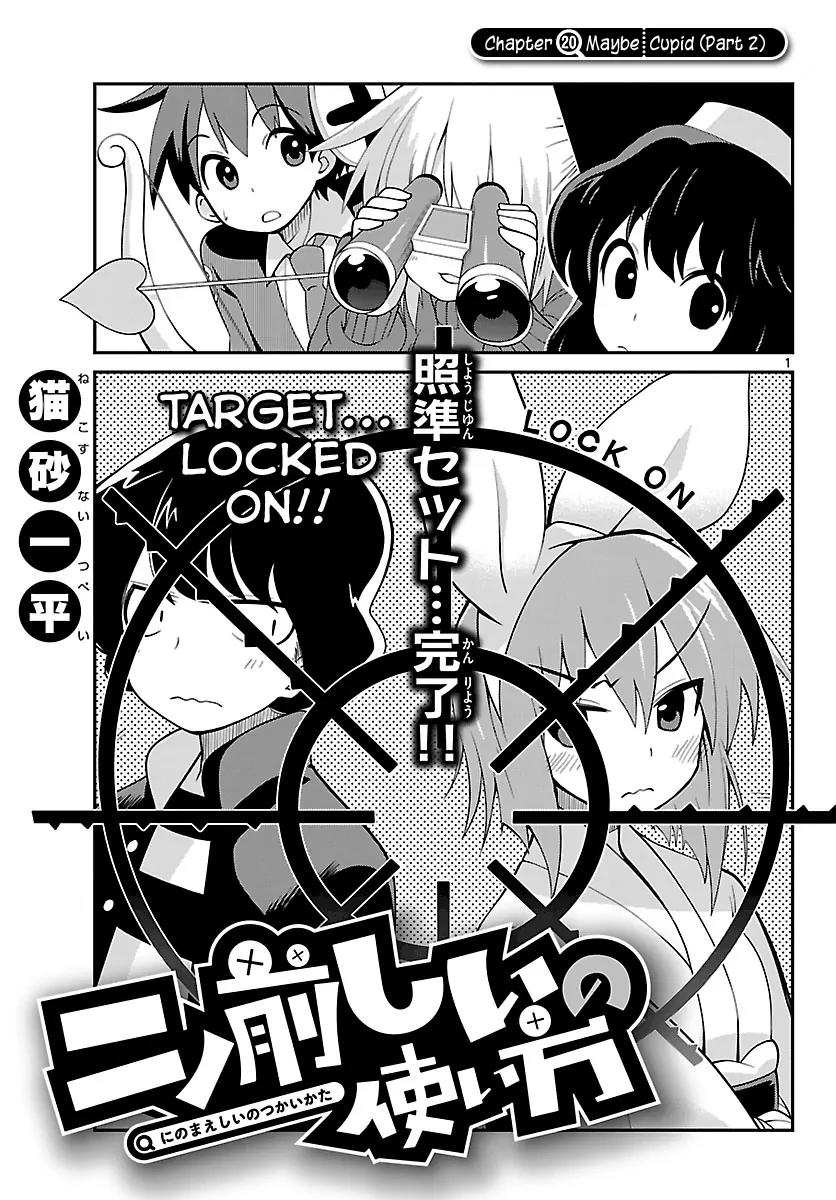 Chapter 20 Maybe Cupid (Part 2)
1
照準セット…完了!!
しょうじゅん
かんりょう
TARGET...
LOCKED
ON!!
LOCK ON
猫砂一平
ねこすないっぺい
二ノ前しいの
使い方
にのまえしいのつかいかた